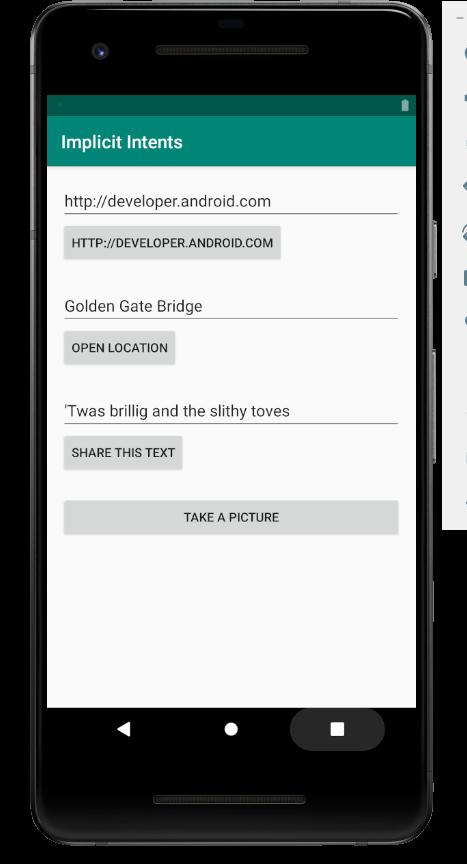 Implicit Intents
http://developer.android.com
HTTP://DEVELOPER.ANDROID.COM
Golden Gate Bridge
OPEN LOCATION
'Twas brillig and the slithy toves
SHARE THIS TEXT
TAKE A PICTURE